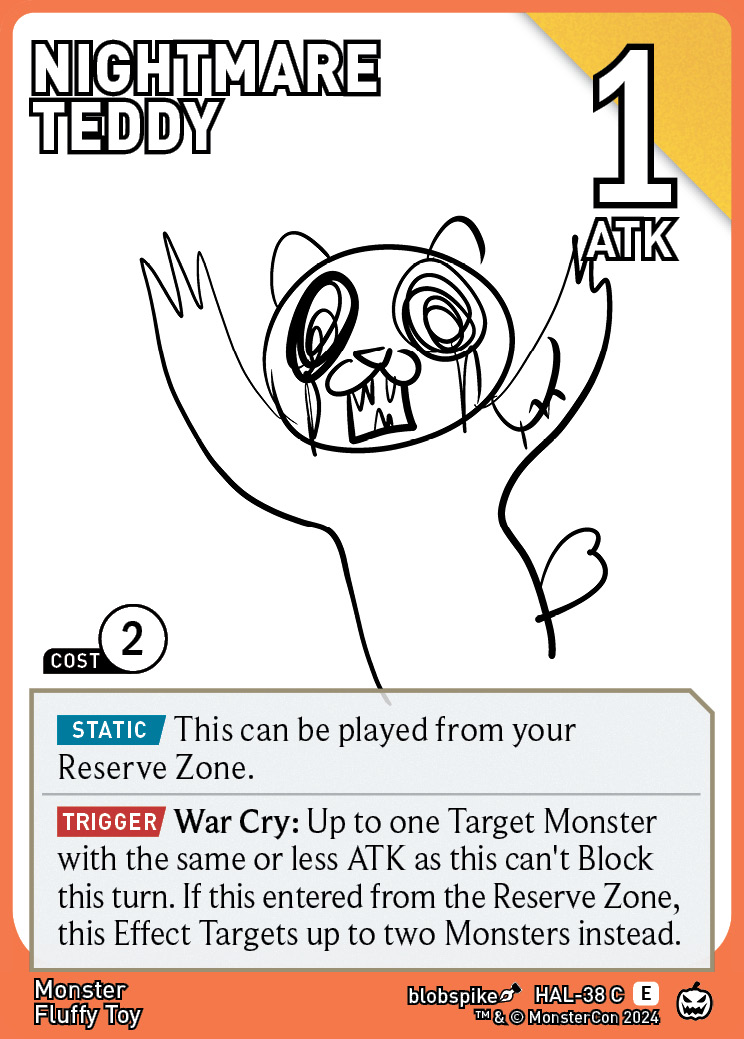 NIGHTMARE
TEDDY
1
ATK
COST 2
STATIC This can be played from your
Reserve Zone.
TRIGGER War Cry: Up to one Target Monster
with the same or less ATK as this can't Block
this turn. If this entered from the Reserve Zone,
this Effect Targets up to two Monsters instead.
Monster
Fluffy Toy
blobspike HAL-38 C E
™ & © MonsterCon 2024